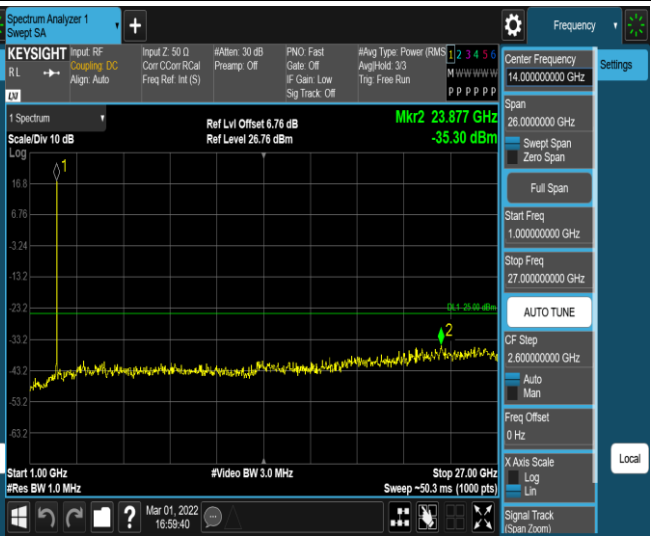 Spectrum Analyzer 1
Swept SA
Frequency
KEYSIGHT
RL
Input: RF
Coupling: DC
Align: Auto
Input Z: 50 Ω
Corr CCorr RCal
Freq Ref: Int (S)
#Atten: 30 dB
Preamp: Off
PNO: Fast
Gate: Off
IF Gain: Low
Sig Track: Off
#Avg Type: Power (RMS
Avg|Hold: 3/3
Trig: Free Run
1 2 3 4 5 6
M W W W W W
P P P P P P
LXI
1 Spectrum
Scale/Div 10 dB
Log
Ref Lvl Offset 6.76 dB
Ref Level 26.76 dBm
Mkr2 23.877 GHz
-35.30 dBm
1
16.8
6.76
-3.24
-13.2
-23.2
DL1 -25.00 dBm
2
-33.2
-43.2
-53.2
-63.2
Start 1.00 GHz
#Res BW 1.0 MHz
#Video BW 3.0 MHz
Stop 27.00 GHz
Sweep ~50.3 ms (1000 pts)
Mar 01, 2022
16:59:40
?
Center Frequency
14.000000000 GHz
Settings
Span
26.0000000 GHz
Swept Span
Zero Span
Full Span
Start Freq
1.000000000 GHz
Stop Freq
27.000000000 GHz
AUTO TUNE
CF Step
2.600000000 GHz
Auto
Man
Freq Offset
0 Hz
X Axis Scale
Log
Lin
Local
Signal Track
(Span Zoom)